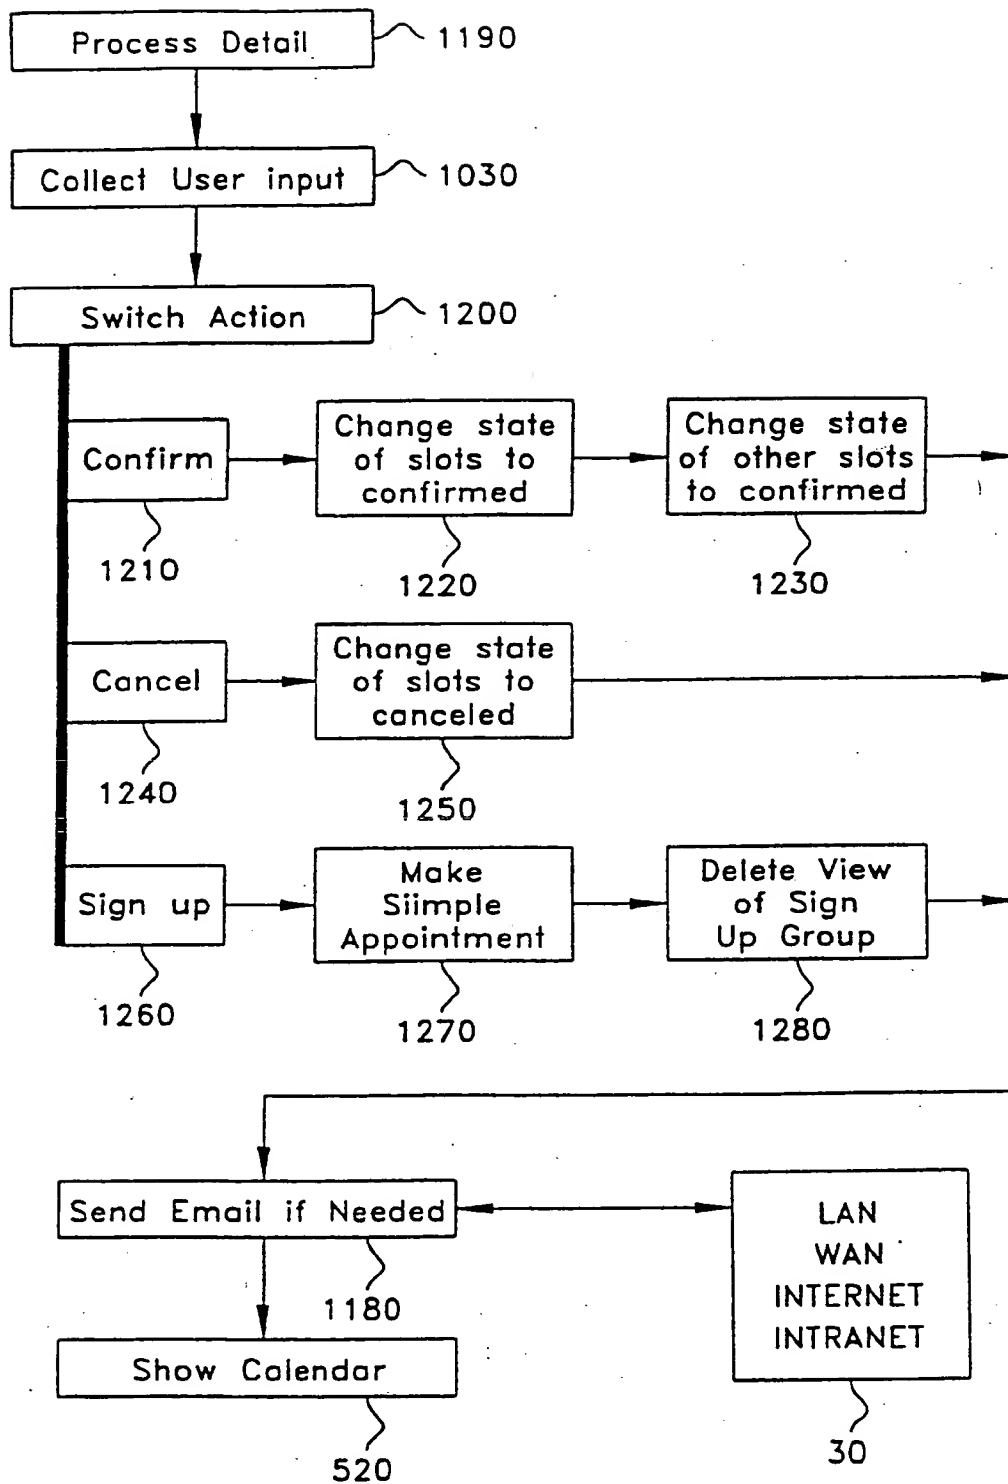 Process Detail
1190
Collect User input
1030
Switch Action
1200
Confirm
1210
Change state
of slots to
confirmed
1220
Change state
of other slots
to confirmed
1230
Cancel
1240
Change state
of slots to
canceled
1250
Sign up
1260
Make
Siimple
Appointment
1270
Delete View
of Sign
Up Group
1280
Send Email if Needed
1180
LAN
WAN
INTERNET
INTRANET
30
Show Calendar
520